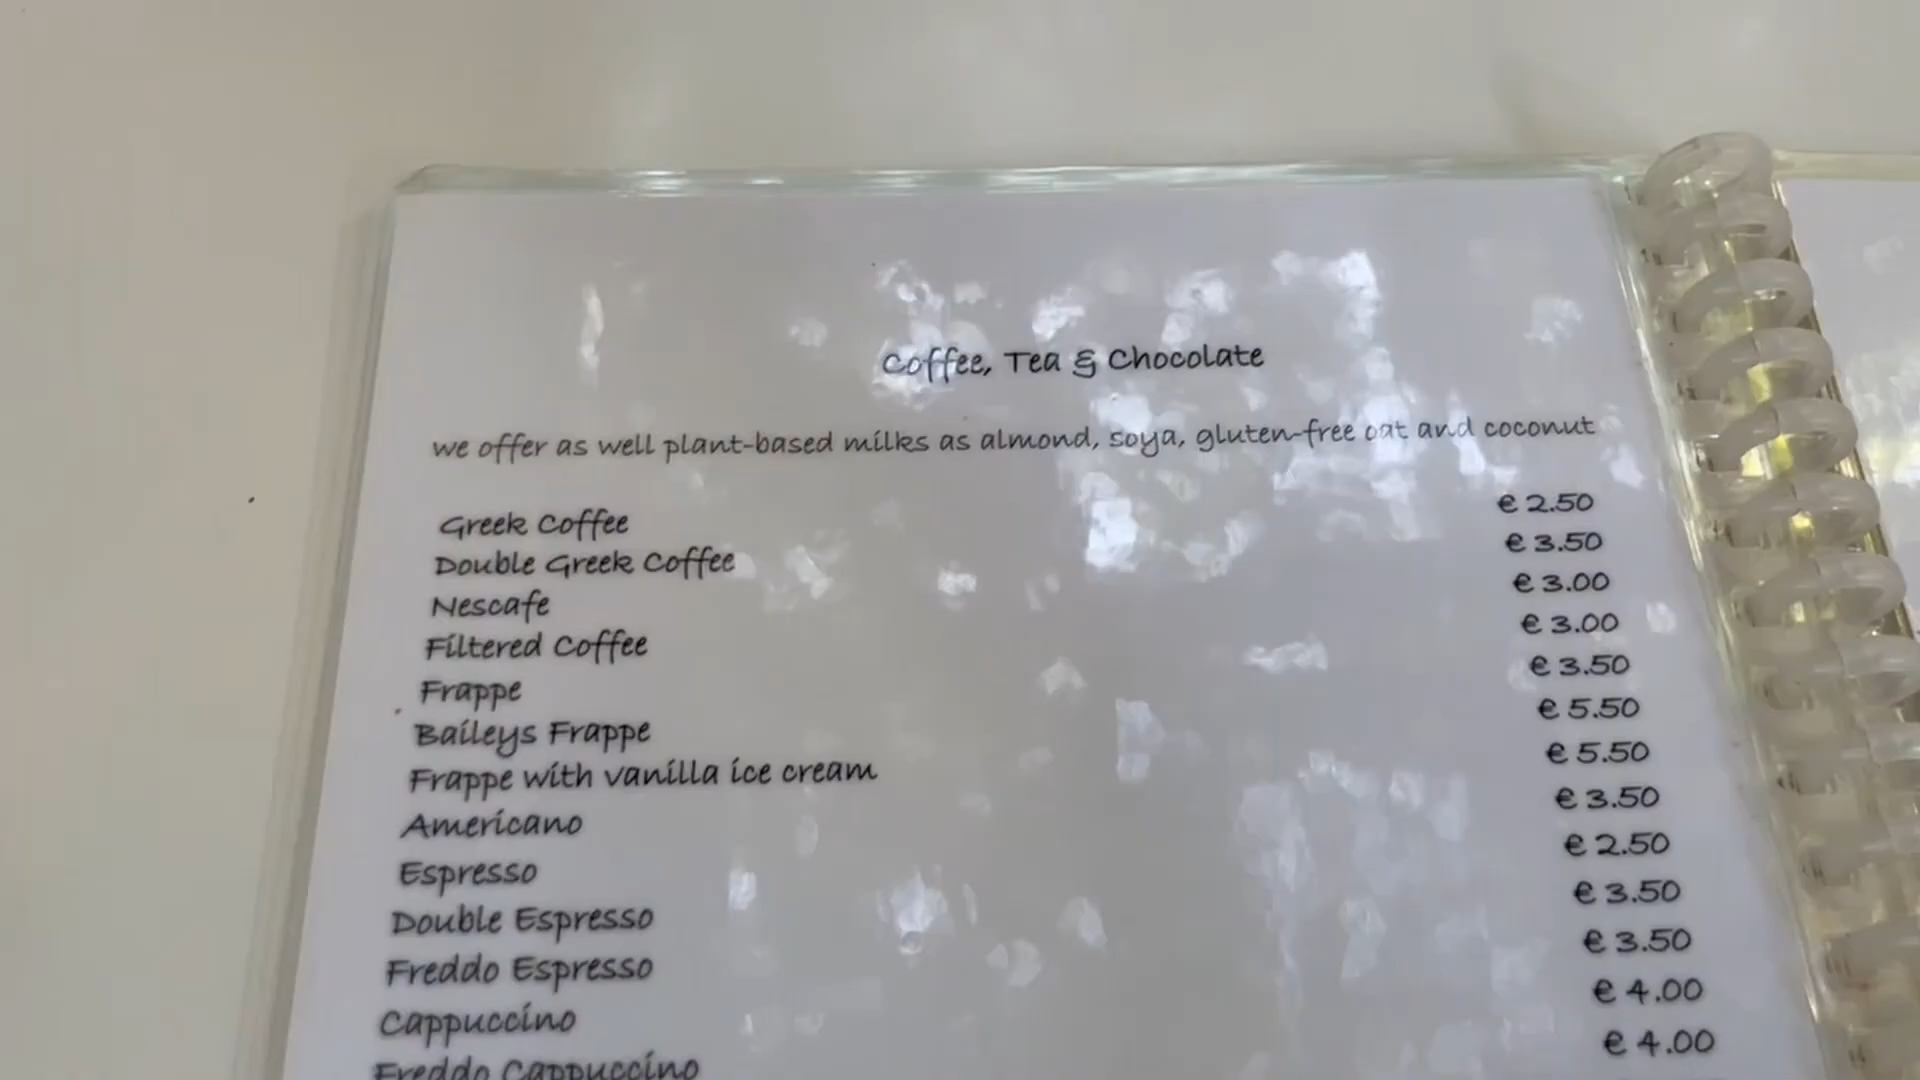 Coffee, Tea & Chocolate
we offer as well plant-based milks as almond, soya, gluten-free oat and coconut
Greek Coffee € 2.50
Double Greek Coffee € 3.50
Nescafe € 3.00
Filtered Coffee € 3.00
Frappe € 3.50
Baileys Frappe € 5.50
Frappe with vanilla ice cream € 5.50
Americano € 3.50
Espresso € 2.50
Double Espresso € 3.50
Freddo Espresso € 3.50
Cappuccino € 4.00
Freddo Cappuccino € 4.00